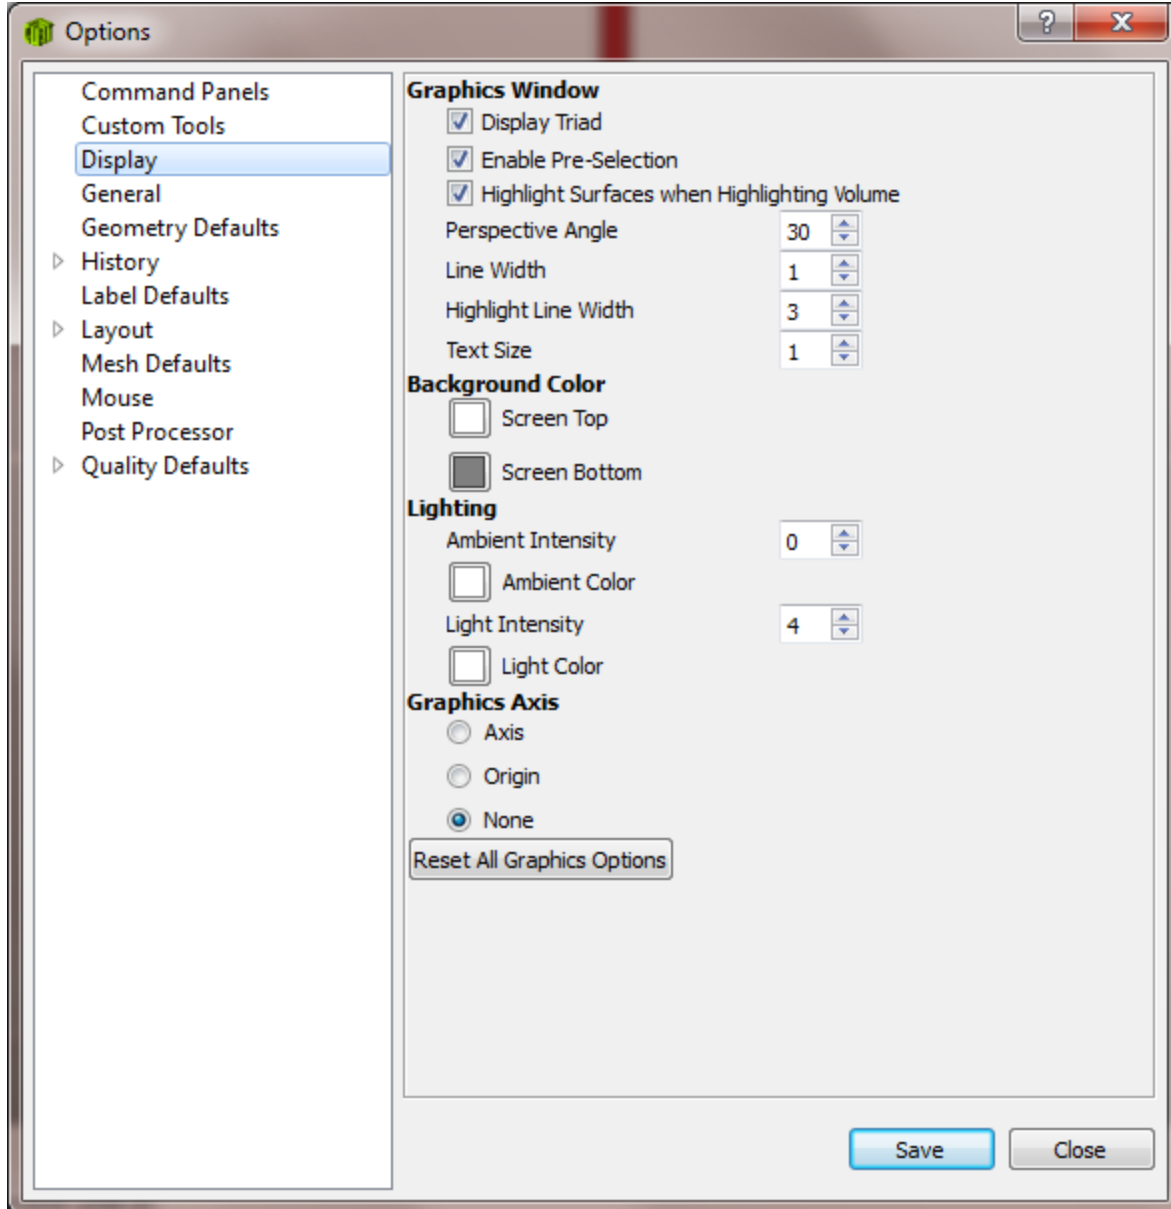 Options
?
Command Panels
Custom Tools
Display
General
Geometry Defaults
History
Label Defaults
Layout
Mesh Defaults
Mouse
Post Processor
Quality Defaults
Graphics Window
Display Triad
Enable Pre-Selection
Highlight Surfaces when Highlighting Volume
Perspective Angle 30
Line Width 1
Highlight Line Width 3
Text Size 1
Background Color
Screen Top
Screen Bottom
Lighting
Ambient Intensity 0
Ambient Color
Light Intensity 4
Light Color
Graphics Axis
Axis
Origin
None
Reset All Graphics Options
Save Close